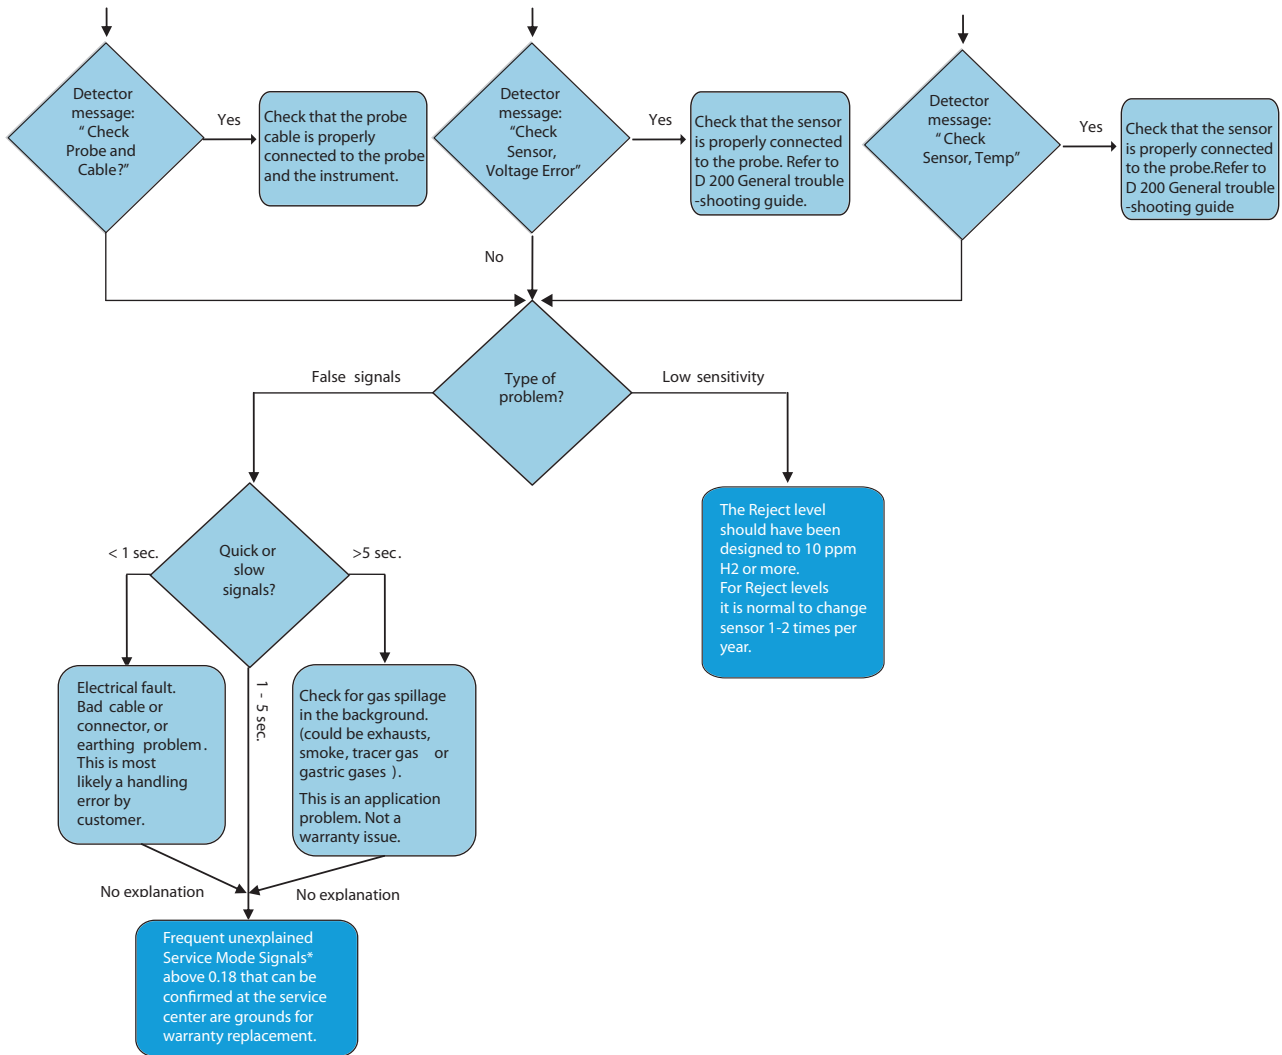 Detector
message:
“ Check
Probe and
Cable?”
Yes
Check that the probe
cable is properly
connected to the probe
and the instrument.
Detector
message:
“Check
Sensor,
Voltage Error”
Yes
Check that the sensor
is properly connected
to the probe. Refer to
D 200 General trouble
-shooting guide.
Detector
message:
“ Check
Sensor, Temp”
Yes
Check that the sensor
is properly connected
to the probe.Refer to
D 200 General trouble
-shooting guide
No
Type of
problem?
False signals
Low sensitivity
The Reject level
should have been
designed to 10 ppm
H2 or more.
For Reject levels
it is normal to change
sensor 1-2 times per
year.
Quick or
slow
signals?
< 1 sec.
>5 sec.
1 - 5 sec.
Electrical fault.
Bad cable or
connector, or
earthing problem.
This is most
likely a handling
error by
customer.
Check for gas spillage
in the background.
(could be exhausts,
smoke, tracer gas or
gastric gases ).
This is an application
problem. Not a
warranty issue.
No explanation
No explanation
Frequent unexplained
Service Mode Signals*
above 0.18 that can be
confirmed at the service
center are grounds for
warranty replacement.